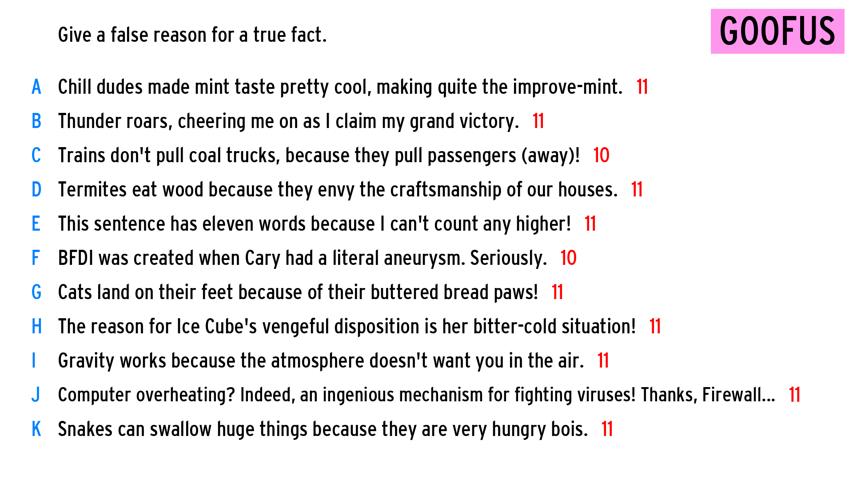 Give a false reason for a true fact.
GOOFUS
A Chill dudes made mint taste pretty cool, making quite the improve-mint. 11
B Thunder roars, cheering me on as I claim my grand victory. 11
C Trains don't pull coal trucks, because they pull passengers (away)! 10
D Termites eat wood because they envy the craftsmanship of our houses. 11
E This sentence has eleven words because I can't count any higher! 11
F BFDI was created when Cary had a literal aneurysm. Seriously. 10
G Cats land on their feet because of their buttered bread paws! 11
H The reason for Ice Cube's vengeful disposition is her bitter-cold situation! 11
I Gravity works because the atmosphere doesn't want you in the air. 11
J Computer overheating? Indeed, an ingenious mechanism for fighting viruses! Thanks, Firewall... 11
K Snakes can swallow huge things because they are very hungry bois. 11